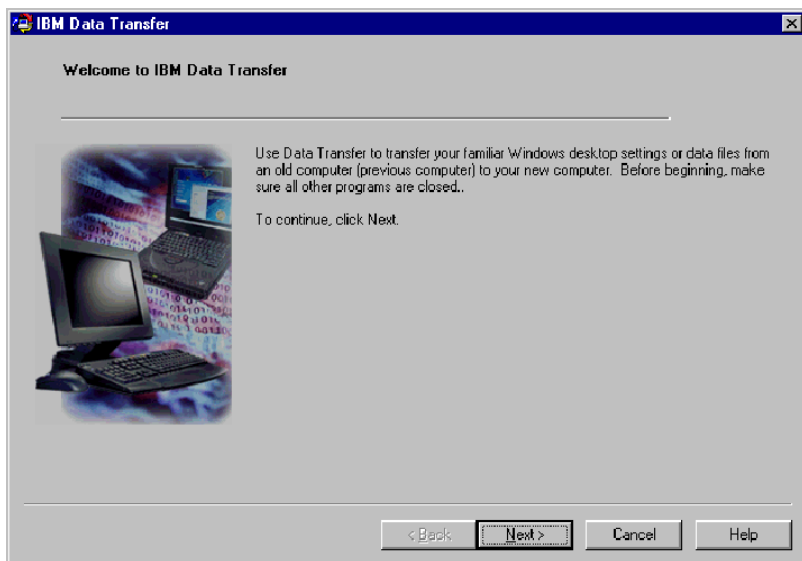 IBM Data Transfer
Welcome to IBM Data Transfer
Use Data Transfer to transfer your familiar Windows desktop settings or data files from
an old computer (previous computer) to your new computer. Before beginning, make
sure all other programs are closed..
To continue, click Next.
< Back
Next >
Cancel
Help